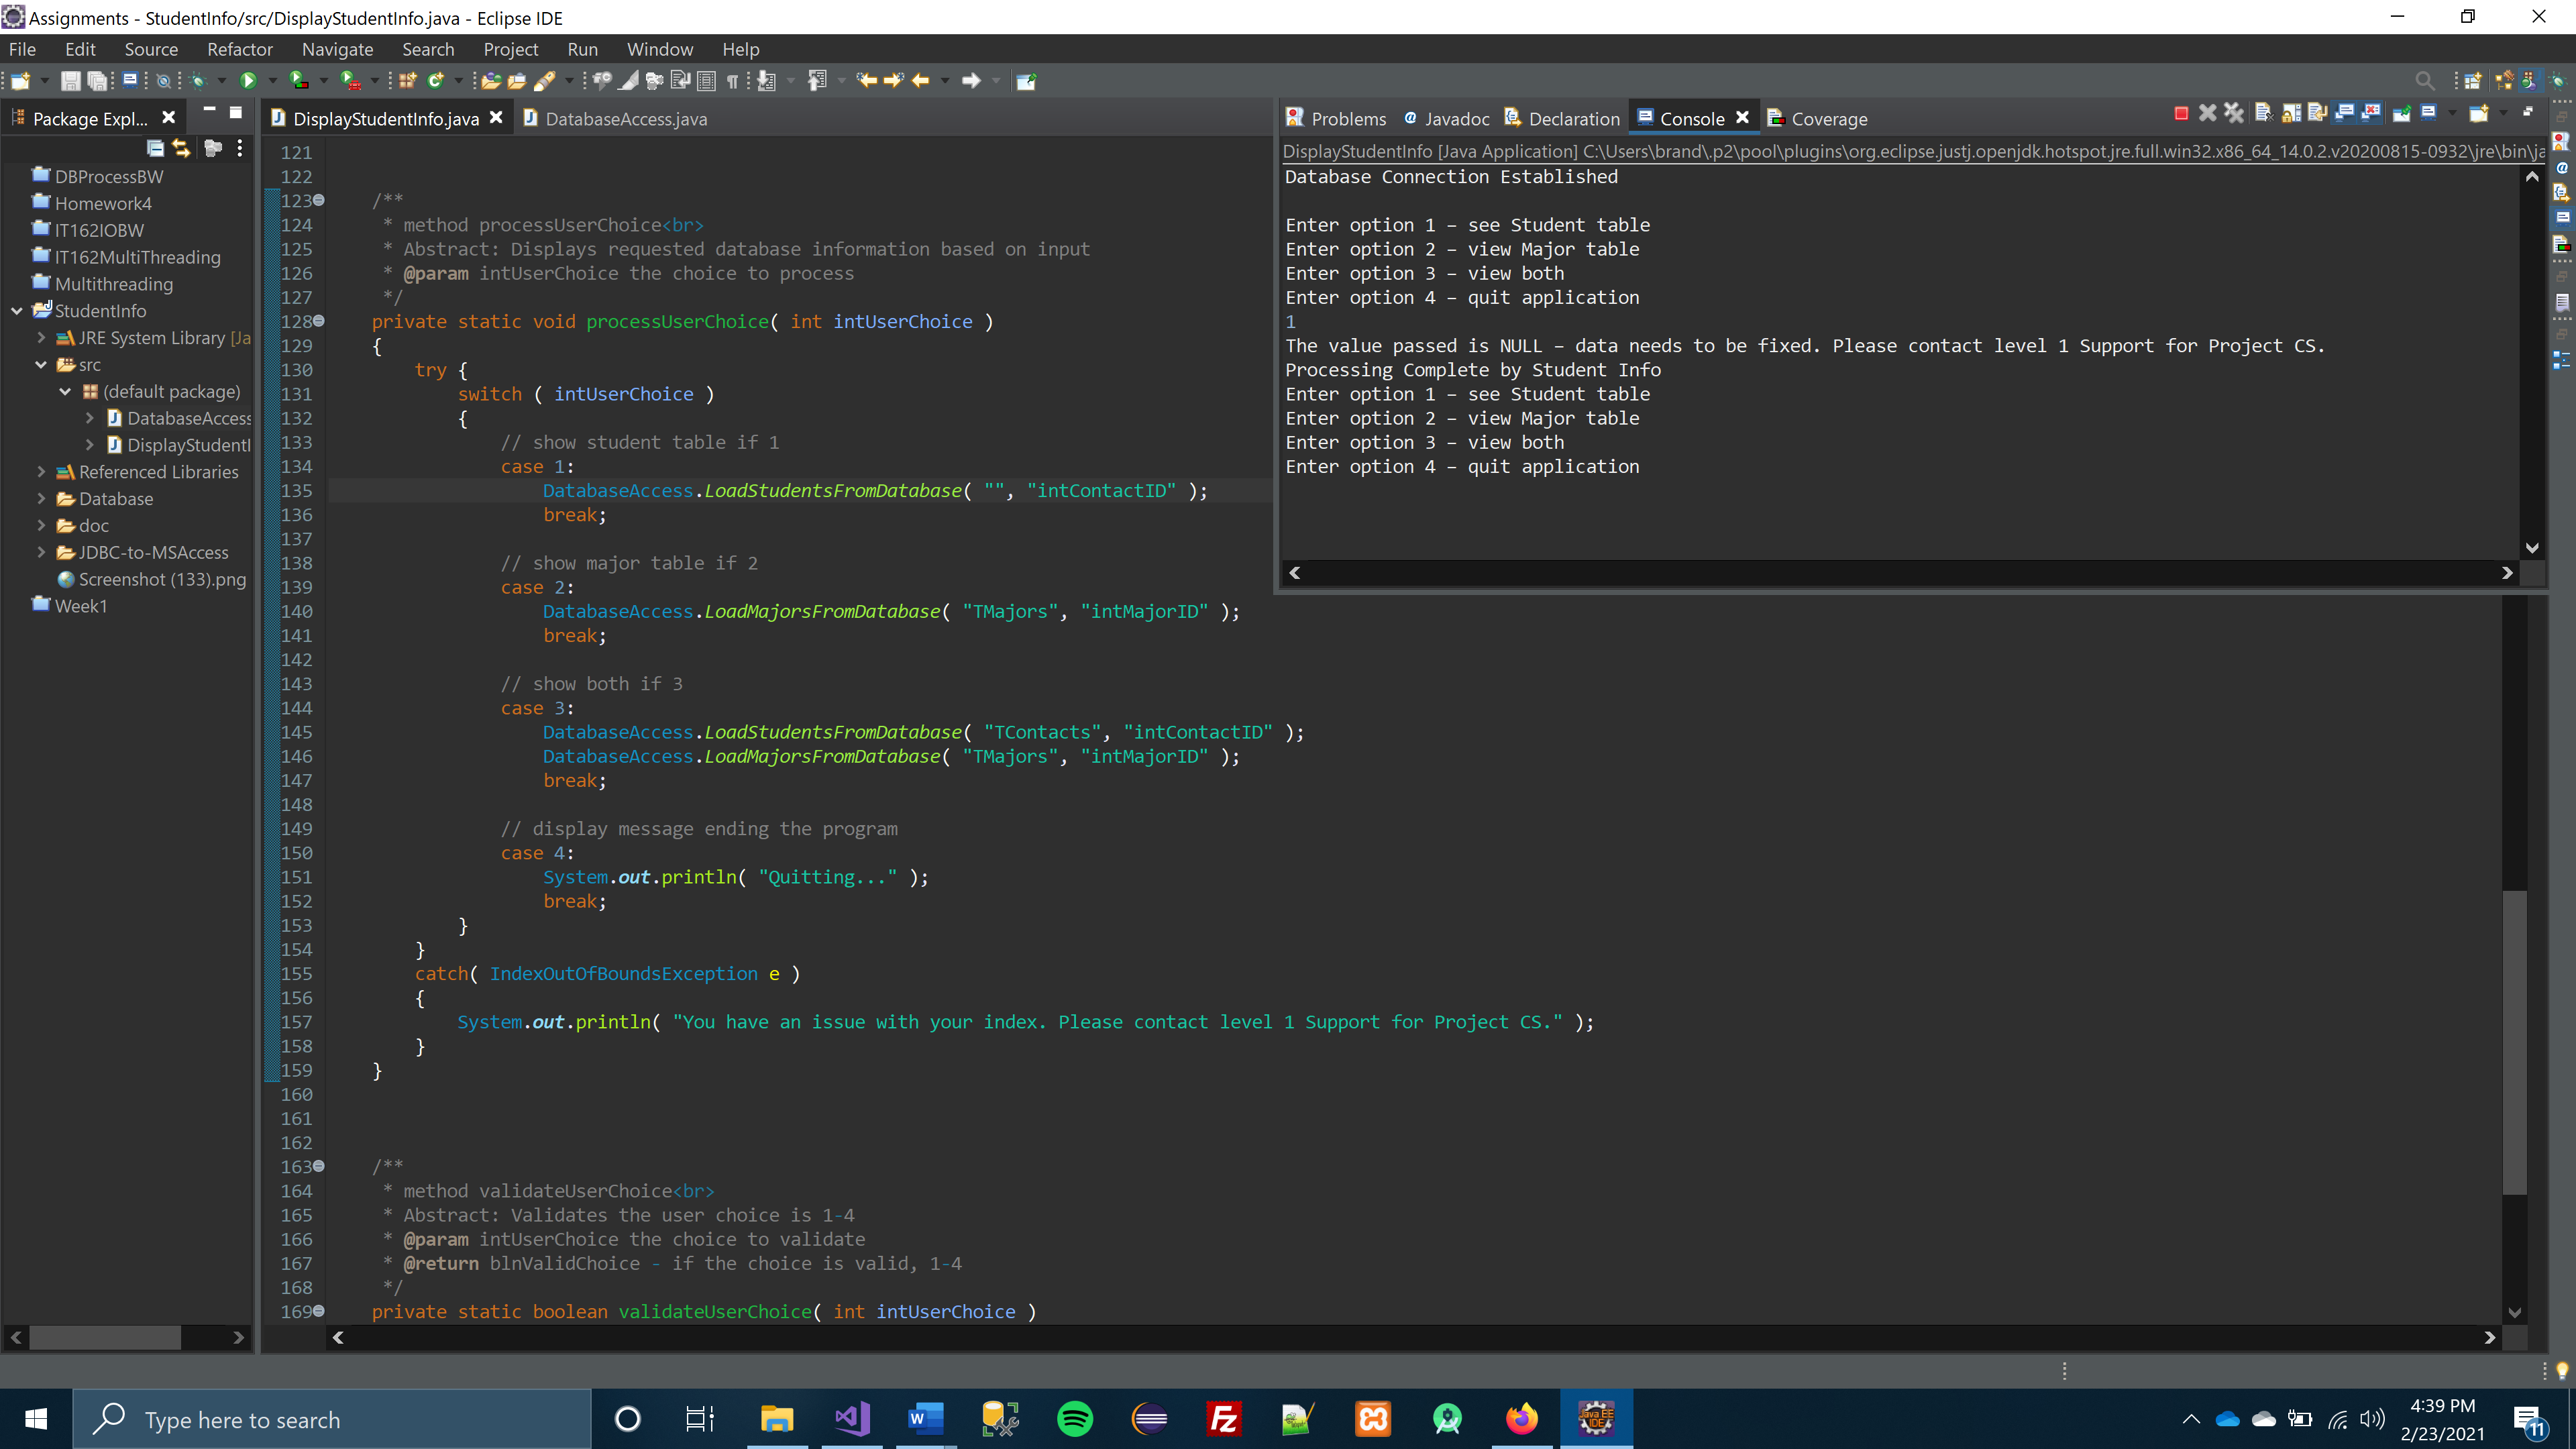 Assignments - StudentInfo/src/DisplayStudentInfo.java - Eclipse IDE
File Edit Source Refactor Navigate Search Project Run Window Help
Package Expl...
DBProcessBW
Homework4
IT162IOBW
IT162MultiThreading
Multithreading
StudentInfo
JRE System Library [Ja
src
(default package)
DatabaseAccess
DisplayStudentI
Referenced Libraries
Database
doc
JDBC-to-MSAccess
Screenshot (133).png
Week1
DisplayStudentInfo.java DatabaseAccess.java
121
122
123 /**
124 * method processUserChoice<br>
125 * Abstract: Displays requested database information based on input
126 * @param intUserChoice the choice to process
127 */
128 private static void processUserChoice( int intUserChoice )
129 {
130 try {
131 switch ( intUserChoice )
132 {
133 // show student table if 1
134 case 1:
135 DatabaseAccess.LoadStudentsFromDatabase( "", "intContactID" );
136 break;
137
138 // show major table if 2
139 case 2:
140 DatabaseAccess.LoadMajorsFromDatabase( "TMajors", "intMajorID" );
141 break;
142
143 // show both if 3
144 case 3:
145 DatabaseAccess.LoadStudentsFromDatabase( "TContacts", "intContactID" );
146 DatabaseAccess.LoadMajorsFromDatabase( "TMajors", "intMajorID" );
147 break;
148
149 // display message ending the program
150 case 4:
151 System.out.println( "Quitting..." );
152 break;
153 }
154 }
155 catch( IndexOutOfBoundsException e )
156 {
157 System.out.println( "You have an issue with your index. Please contact level 1 Support for Project CS." );
158 }
159 }
160
161
162
163 /**
164 * method validateUserChoice<br>
165 * Abstract: Validates the user choice is 1-4
166 * @param intUserChoice the choice to validate
167 * @return blnValidChoice - if the choice is valid, 1-4
168 */
169 private static boolean validateUserChoice( int intUserChoice )
Problems Javadoc Declaration Console Coverage
DisplayStudentInfo [Java Application] C:\Users\brand\.p2\pool\plugins\org.eclipse.justj.openjdk.hotspot.jre.full.win32.x86_64_14.0.2.v20200815-0932\jre\bin\ja
Database Connection Established
Enter option 1 – see Student table
Enter option 2 – view Major table
Enter option 3 – view both
Enter option 4 – quit application
1
The value passed is NULL – data needs to be fixed. Please contact level 1 Support for Project CS.
Processing Complete by Student Info
Enter option 1 – see Student table
Enter option 2 – view Major table
Enter option 3 – view both
Enter option 4 – quit application
Type here to search
4:39 PM
2/23/2021
11